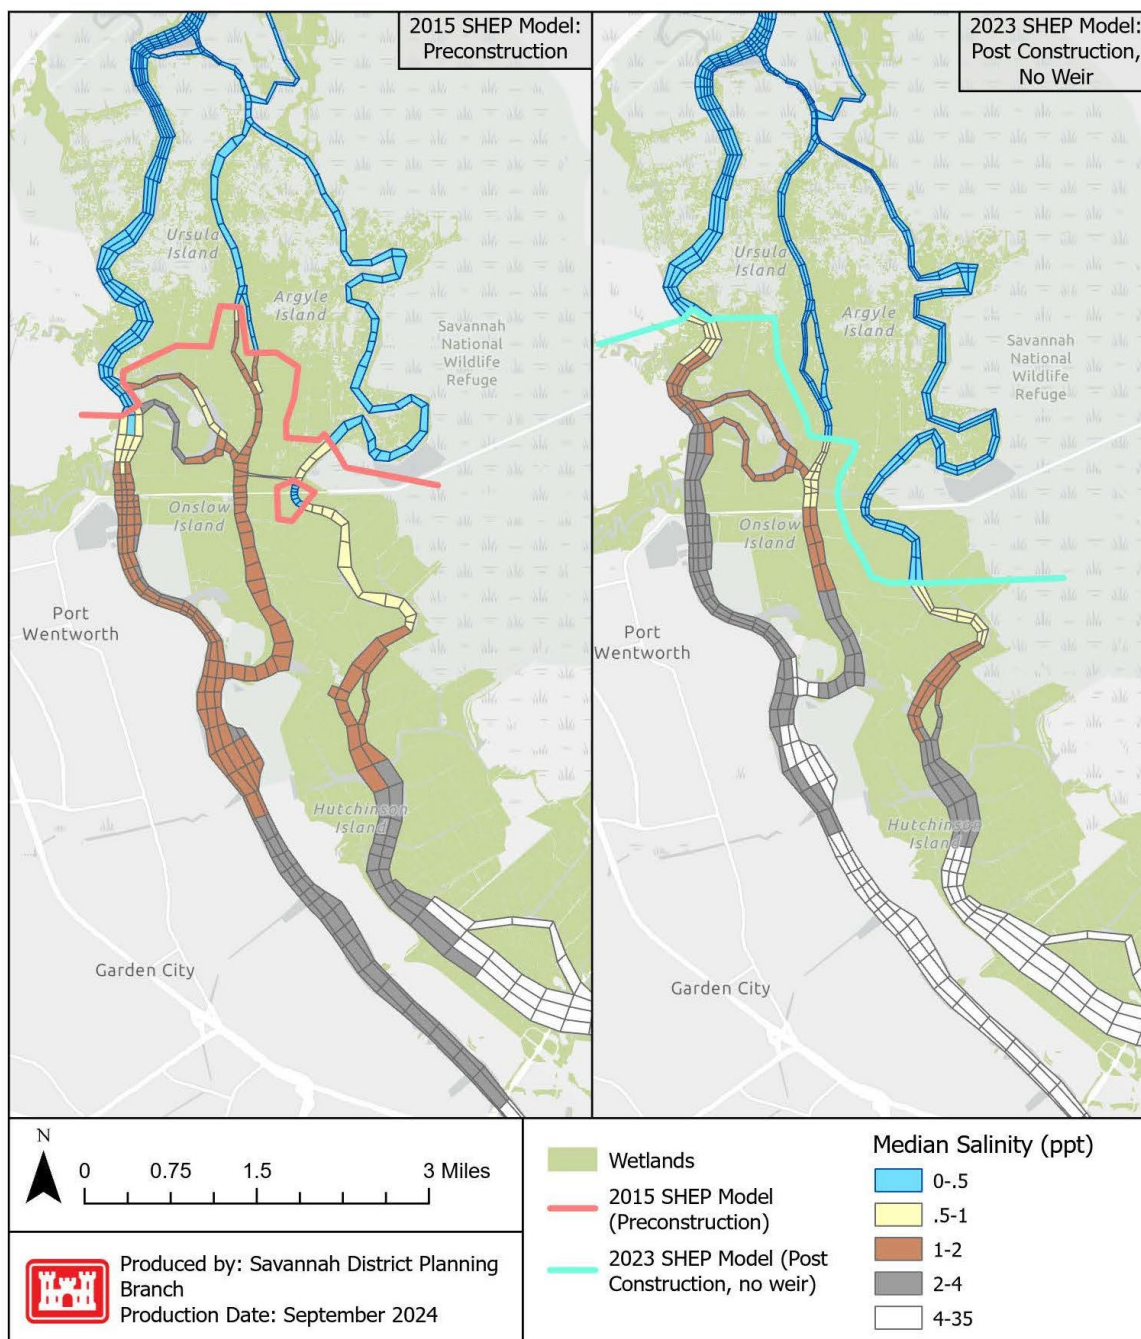 2015 SHEP Model:
Preconstruction
Ursula
Island
Argyle
Island
Savannah
National
Wildlife
Refuge
Onslow
Island
Port
Wentworth
Hutchinson
Island
Garden City
2023 SHEP Model:
Post Construction,
No Weir
Ursula
Island
Argyle
Island
Savannah
National
Wildlife
Refuge
Onslow
Island
Port
Wentworth
Hutchinson
Island
Garden City
N
0 0.75 1.5 3 Miles
Produced by: Savannah District Planning
Branch
Production Date: September 2024
Wetlands
2015 SHEP Model
(Preconstruction)
2023 SHEP Model (Post
Construction, no weir)
Median Salinity (ppt)
0-.5
.5-1
1-2
2-4
4-35